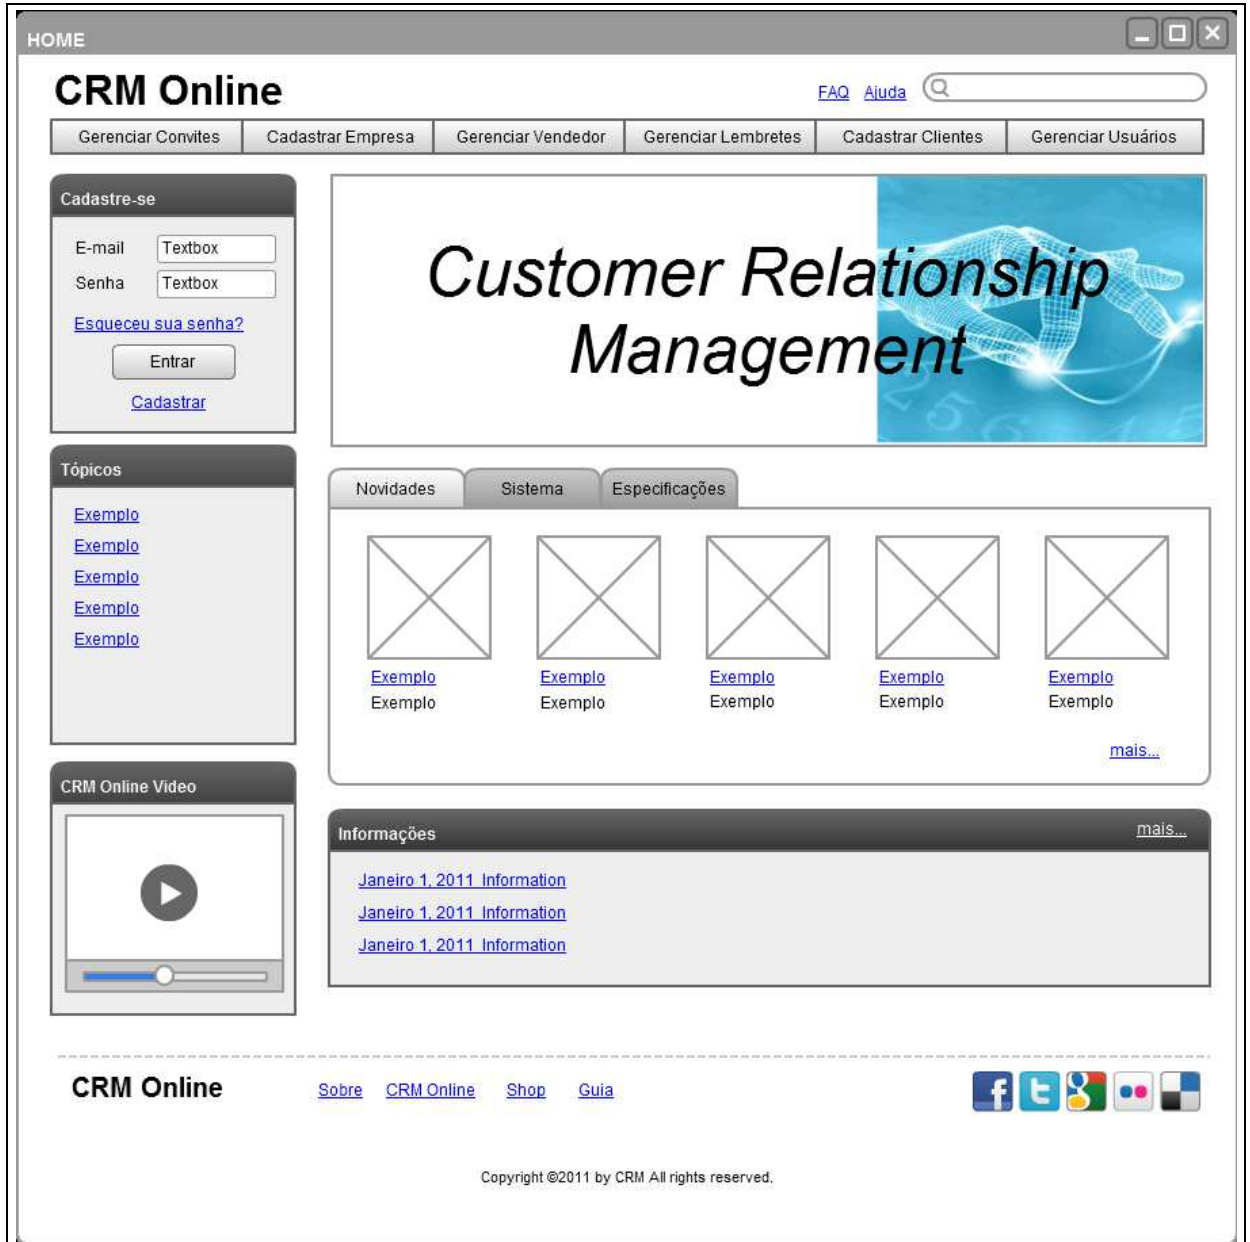 HOME
CRM Online
FAQ Ajuda
Gerenciar Convites Cadastrar Empresa Gerenciar Vendedor Gerenciar Lembretes Cadastrar Clientes Gerenciar Usuários
Cadastre-se
E-mail Textbox
Senha Textbox
Esqueceu sua senha?
Entrar
Cadastrar
Customer Relationship
Management
Tópicos
Exemplo
Exemplo
Exemplo
Exemplo
Exemplo
Novidades Sistema Especificações
Exemplo Exemplo Exemplo Exemplo Exemplo
Exemplo Exemplo Exemplo Exemplo Exemplo
mais...
CRM Online Video
Informações mais...
Janeiro 1, 2011 Information
Janeiro 1, 2011 Information
Janeiro 1, 2011 Information
CRM Online Sobre CRM Online Shop Guia
Copyright ©2011 by CRM All rights reserved.